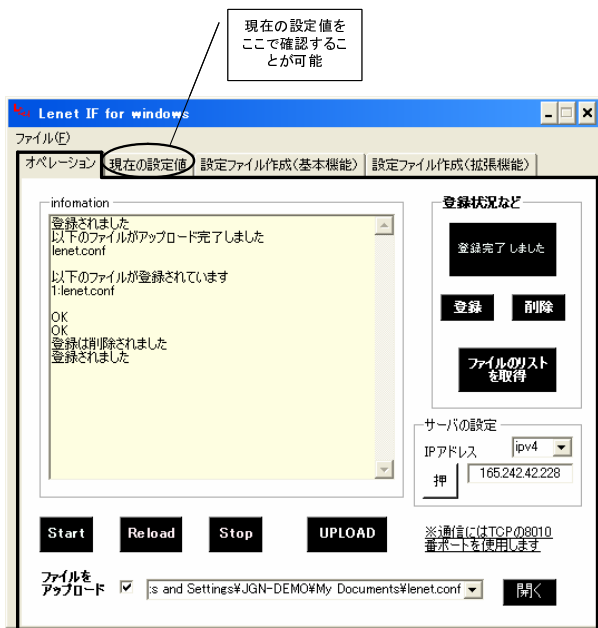 現在の設定値を
ここで確認するこ
とが可能
Lenet IF for windows
ファイル(F)
オペレーション 現在の設定値 設定ファイル作成(基本機能) 設定ファイル作成(拡張機能)
infomation
登録されました
以下のファイルがアップロード完了しました
lenet.conf
以下のファイルが登録されています
1:lenet.conf
OK
OK
登録は削除されました
登録されました
登録状況など
登録完了しました
登録 削除
ファイルのリスト
を取得
サーバの設定
IPアドレス ipv4
押 165.242.42.228
Start Reload Stop UPLOAD
※通信にはTCPの8010
番ポートを使用します
ファイルを
アップロード :s and Settings¥JGN-DEMO¥My Documents¥lenet.conf 開く